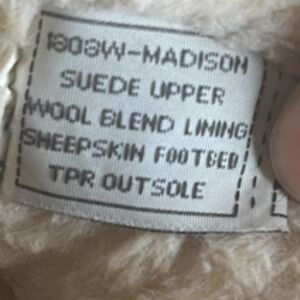 1808W-MADISON
SUEDE UPPER
WOOL BLEND LINING
SHEEPSKIN FOOTBED
TPR OUTSOLE